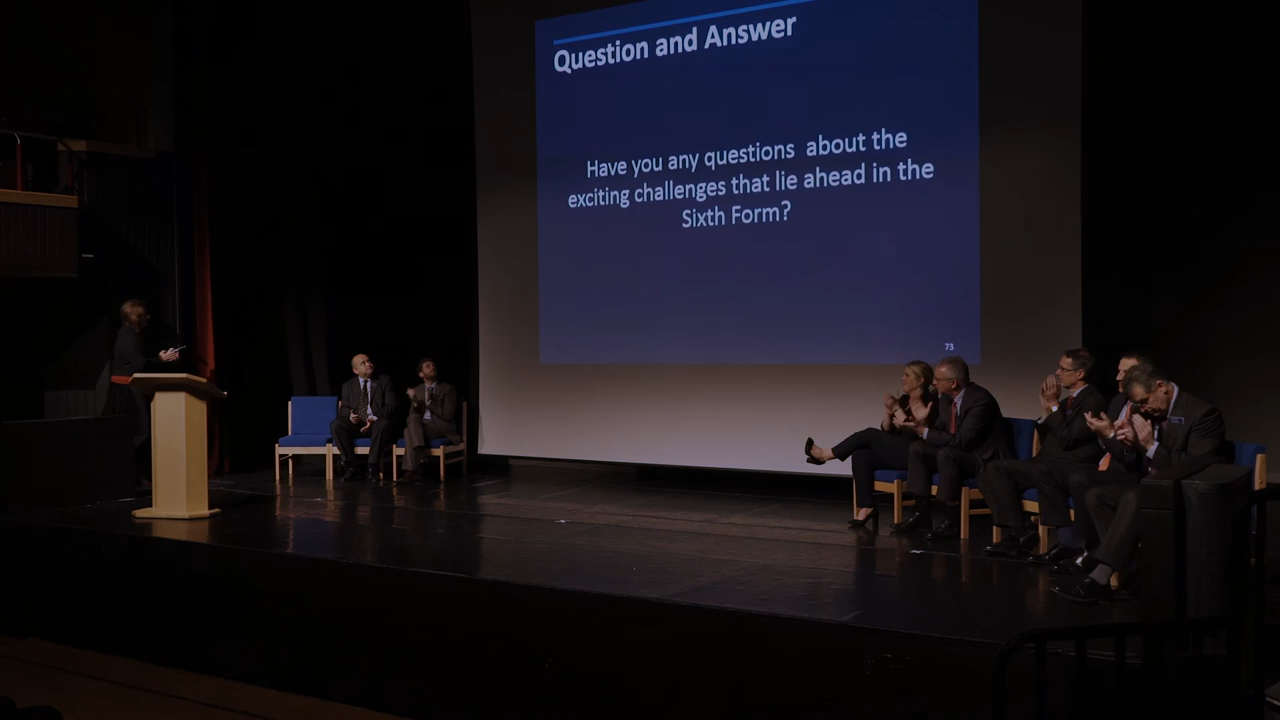 Question and Answer
Have you any questions about the
exciting challenges that lie ahead in the
Sixth Form?
73